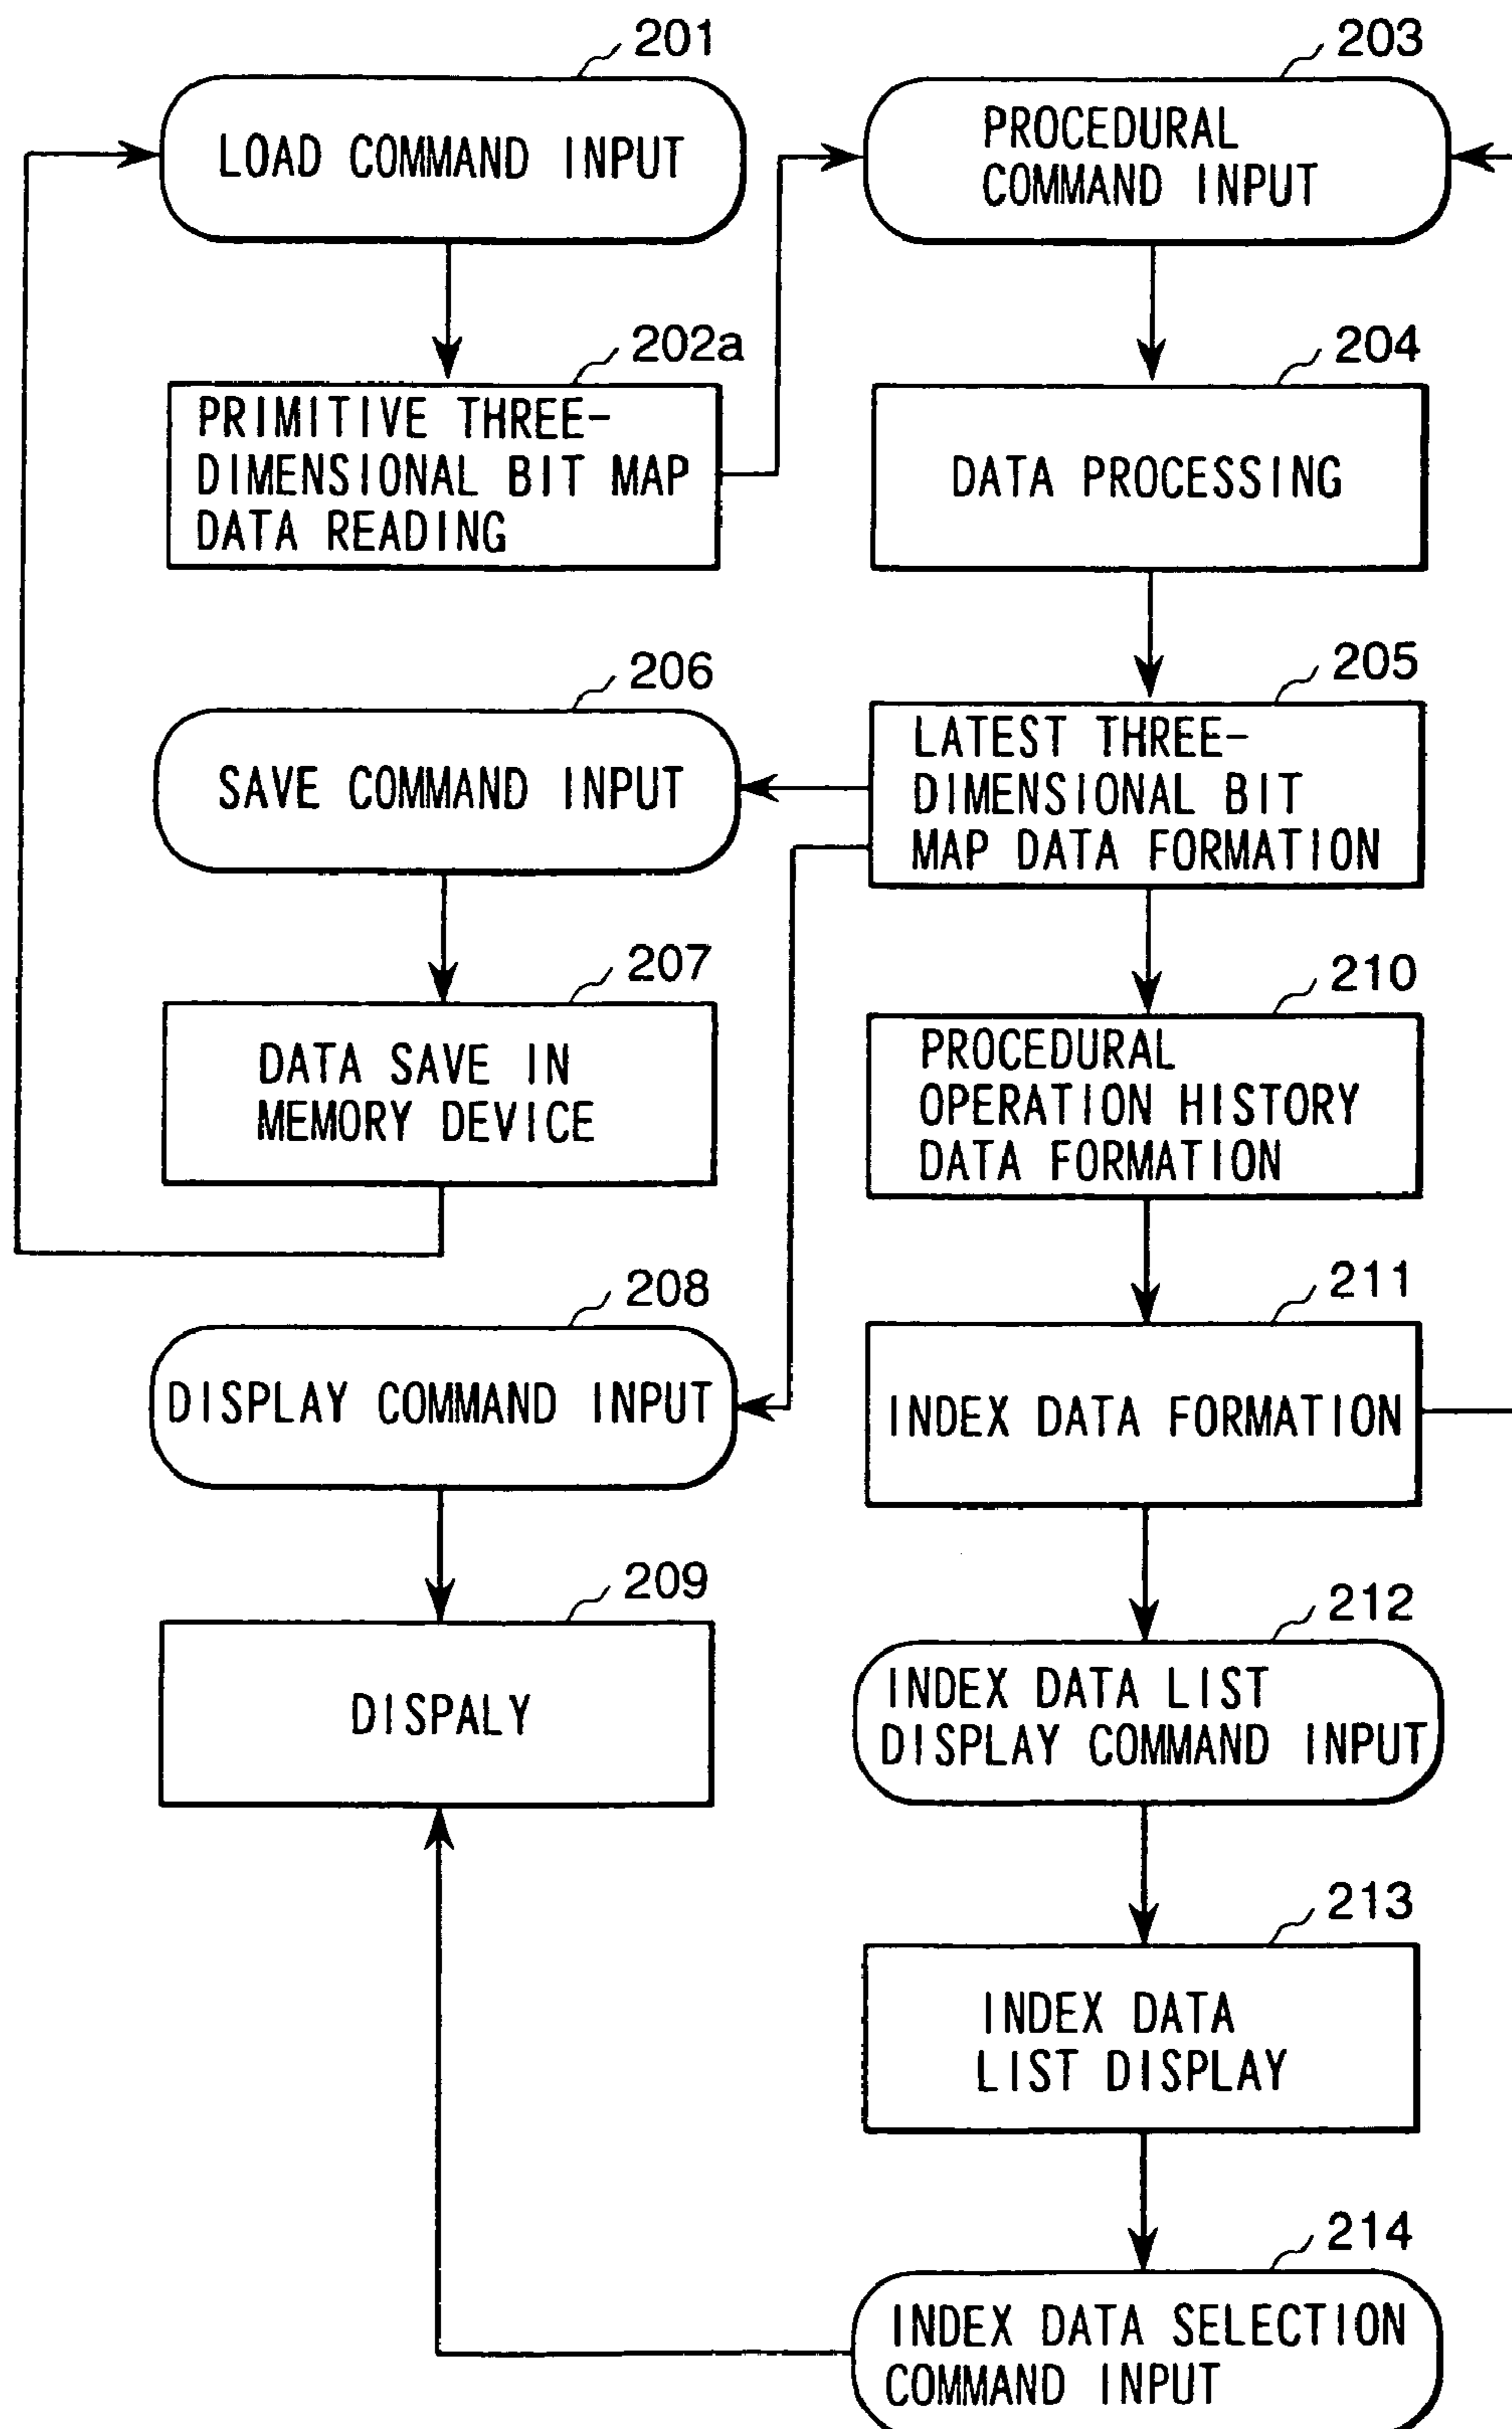 201
LOAD COMMAND INPUT
203
PROCEDURAL
COMMAND INPUT
202a
PRIMITIVE THREE-
DIMENSIONAL BIT MAP
DATA READING
204
DATA PROCESSING
205
LATEST THREE-
DIMENSIONAL BIT
MAP DATA FORMATION
206
SAVE COMMAND INPUT
207
DATA SAVE IN
MEMORY DEVICE
210
PROCEDURAL
OPERATION HISTORY
DATA FORMATION
208
DISPLAY COMMAND INPUT
211
INDEX DATA FORMATION
209
DISPALY
212
INDEX DATA LIST
DISPLAY COMMAND INPUT
213
INDEX DATA
LIST DISPLAY
214
INDEX DATA SELECTION
COMMAND INPUT